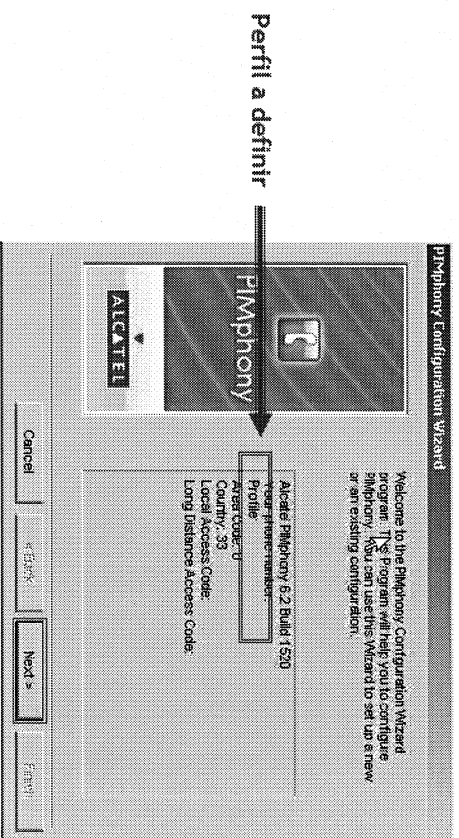 Perfil a definir
PIMphony Configuration Wizard
PIMphony
ALCATEL
Welcome to the PIMphony Configuration Wizard
program. This Program will help you to configure
PIMphony. You can use this Wizard to set up a new
or an existing configuration.
Alcatel PIMphony 6.2 Build 1520
Your phone number:
Profile
Area code: 0
Country: 33
Local Access Code:
Long Distance Access Code:
Cancel
< Back
Next >
Finish